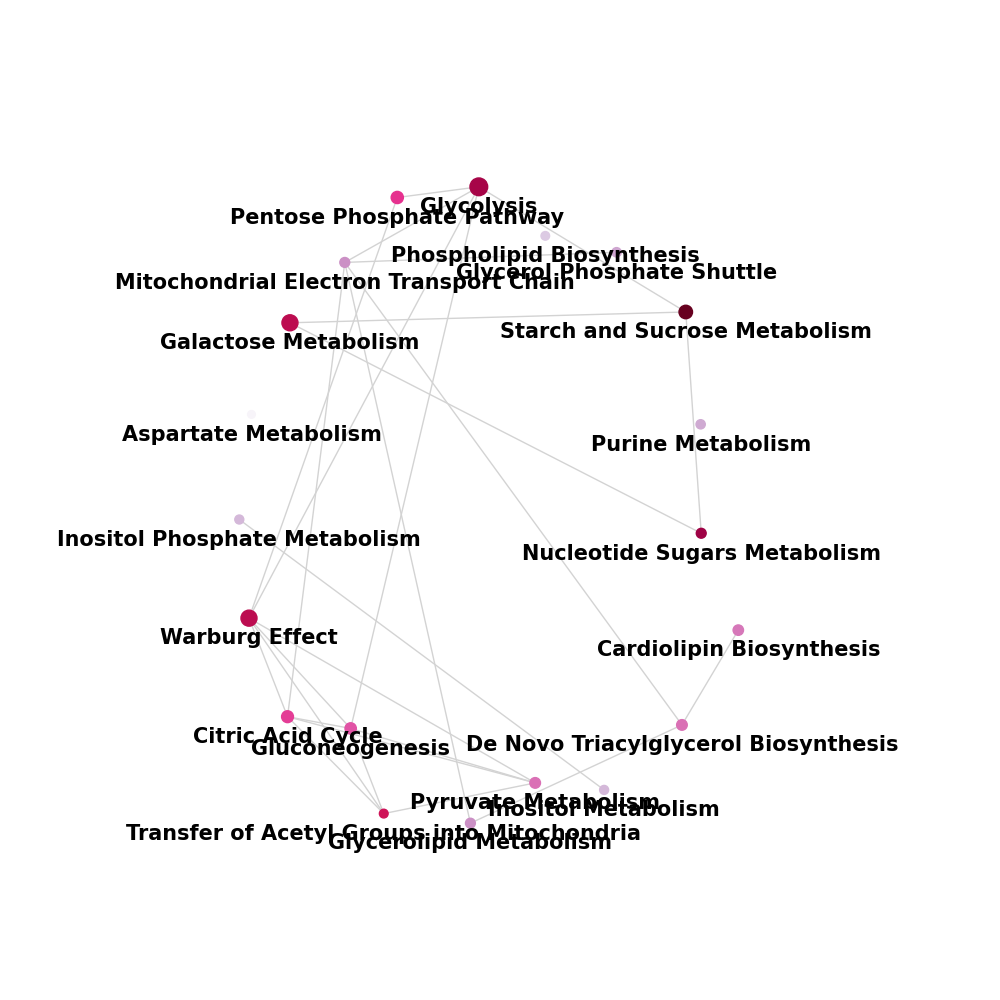 Glycolysis
Pentose Phosphate Pathway
Phospholipid Biosynthesis
Glycerol Phosphate Shuttle
Mitochondrial Electron Transport Chain
Starch and Sucrose Metabolism
Galactose Metabolism
Aspartate Metabolism
Purine Metabolism
Inositol Phosphate Metabolism
Nucleotide Sugars Metabolism
Warburg Effect
Cardiolipin Biosynthesis
Citric Acid Cycle
De Novo Triacylglycerol Biosynthesis
Gluconeogenesis
Pyruvate Metabolism
Inositol Metabolism
Transfer of Acetyl Groups into Mitochondria
Glycerolipid Metabolism